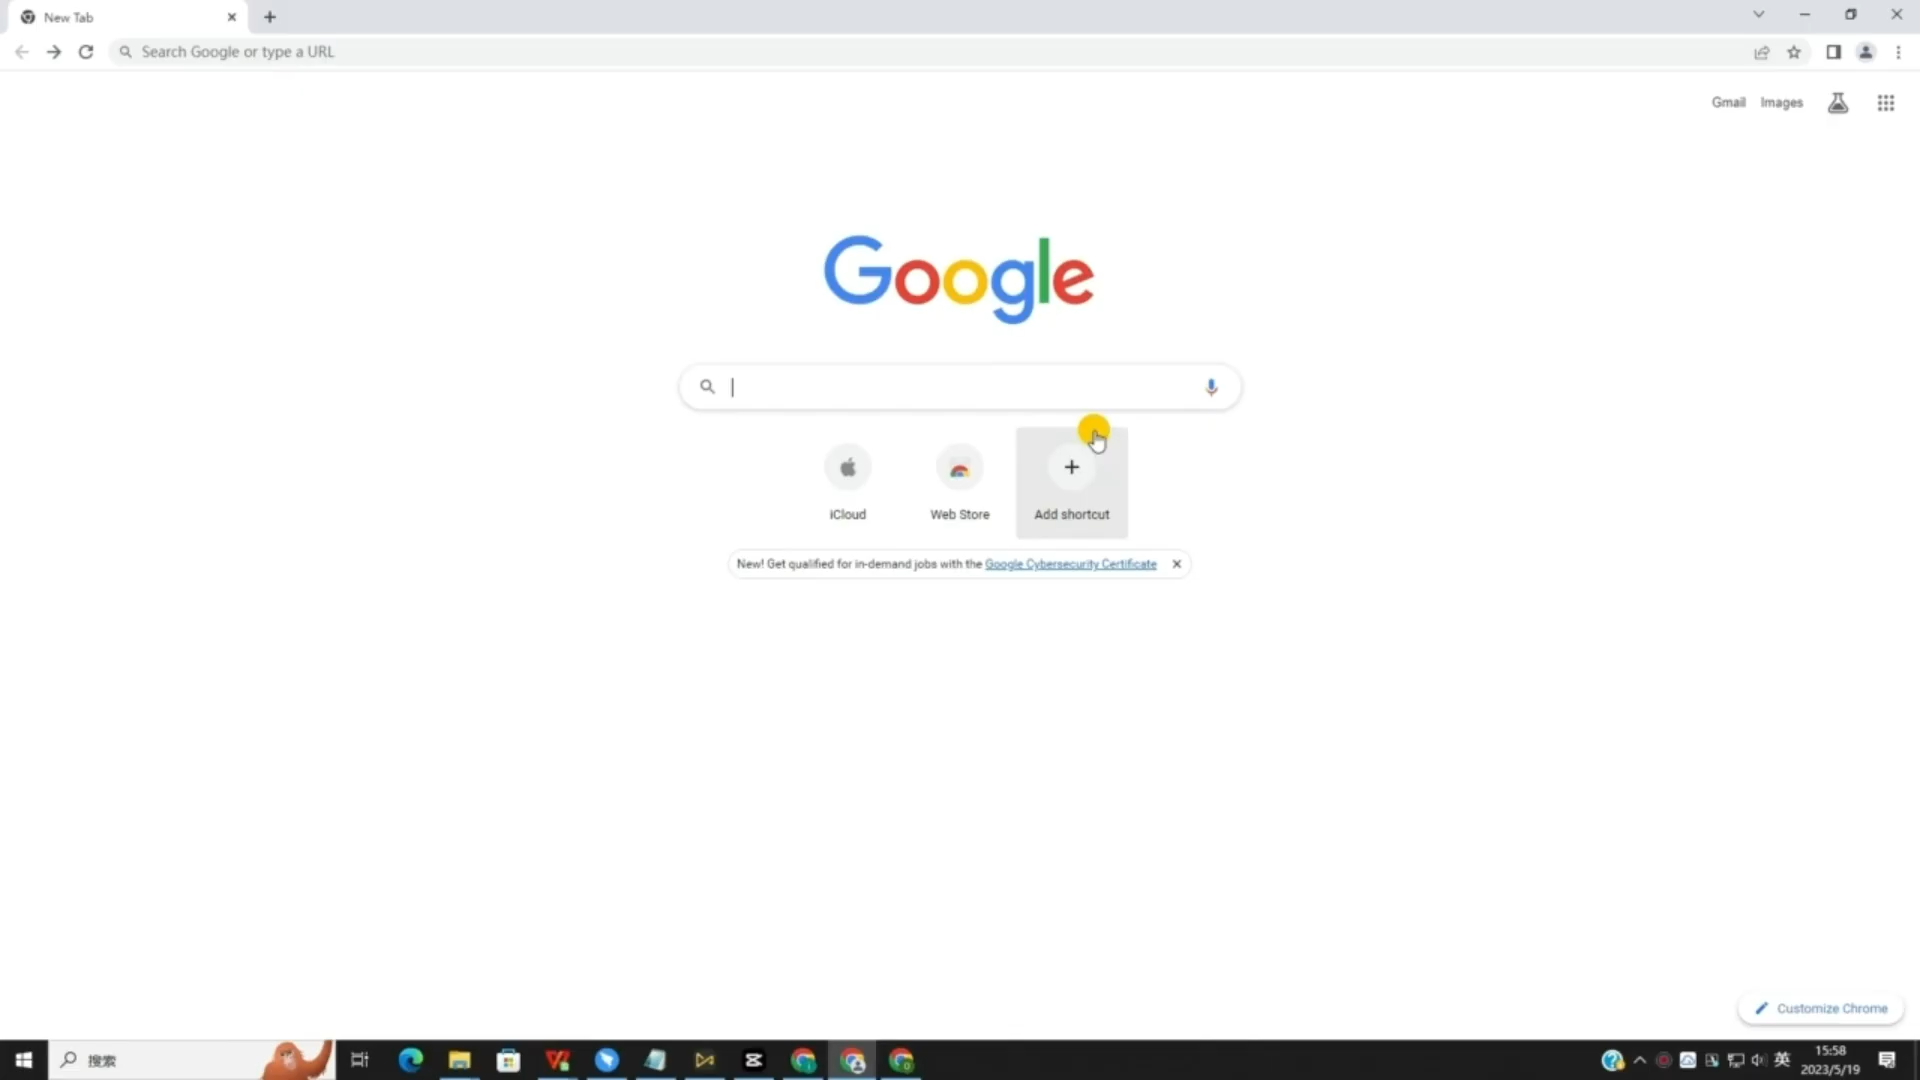 New Tab
Search Google or type a URL
Gmail Images
Google
iCloud Web Store Add shortcut
New! Get qualified for in-demand jobs with the Google Cybersecurity Certificate
Customize Chrome
搜索
英
15:58
2023/5/19